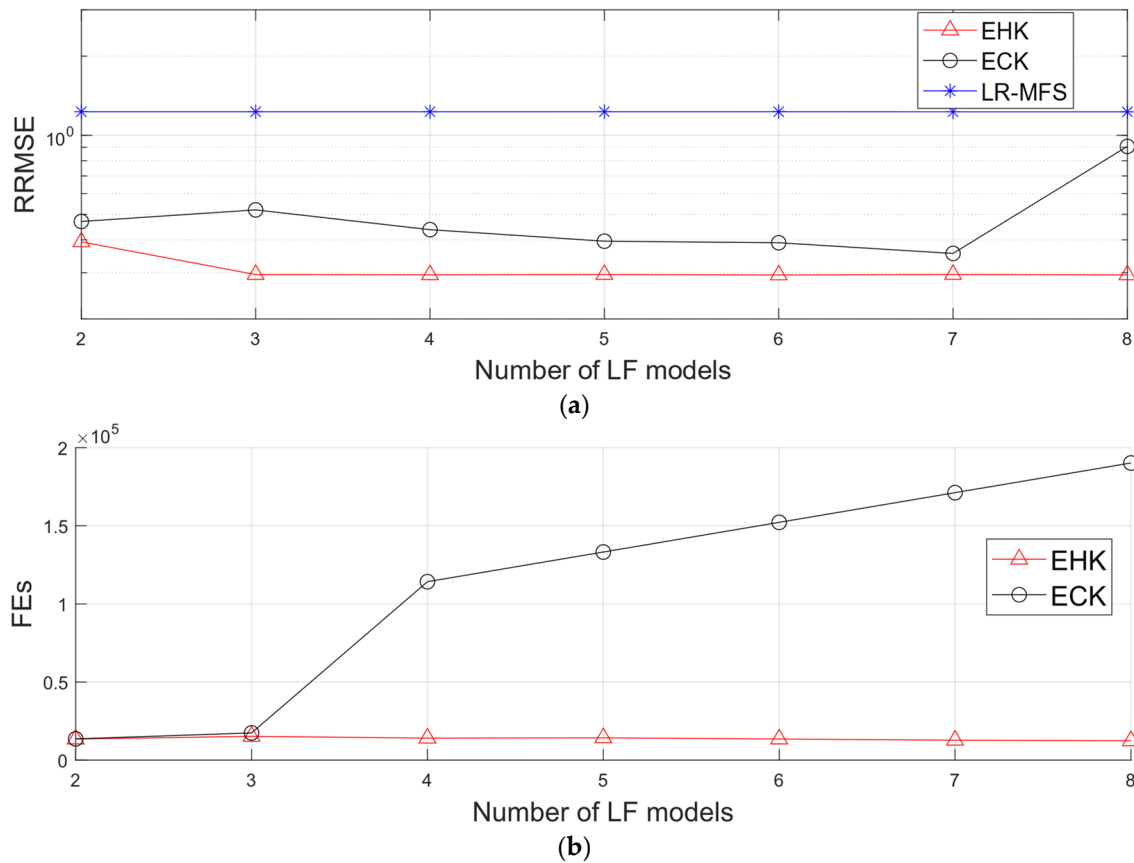 EHK
ECK
LR-MFS
RRMSE
10^0
2 3 4 5 6 7 8
Number of LF models
(a)
×10^5
2
1.5
1
0.5
0
FEs
EHK
ECK
2 3 4 5 6 7 8
Number of LF models
(b)